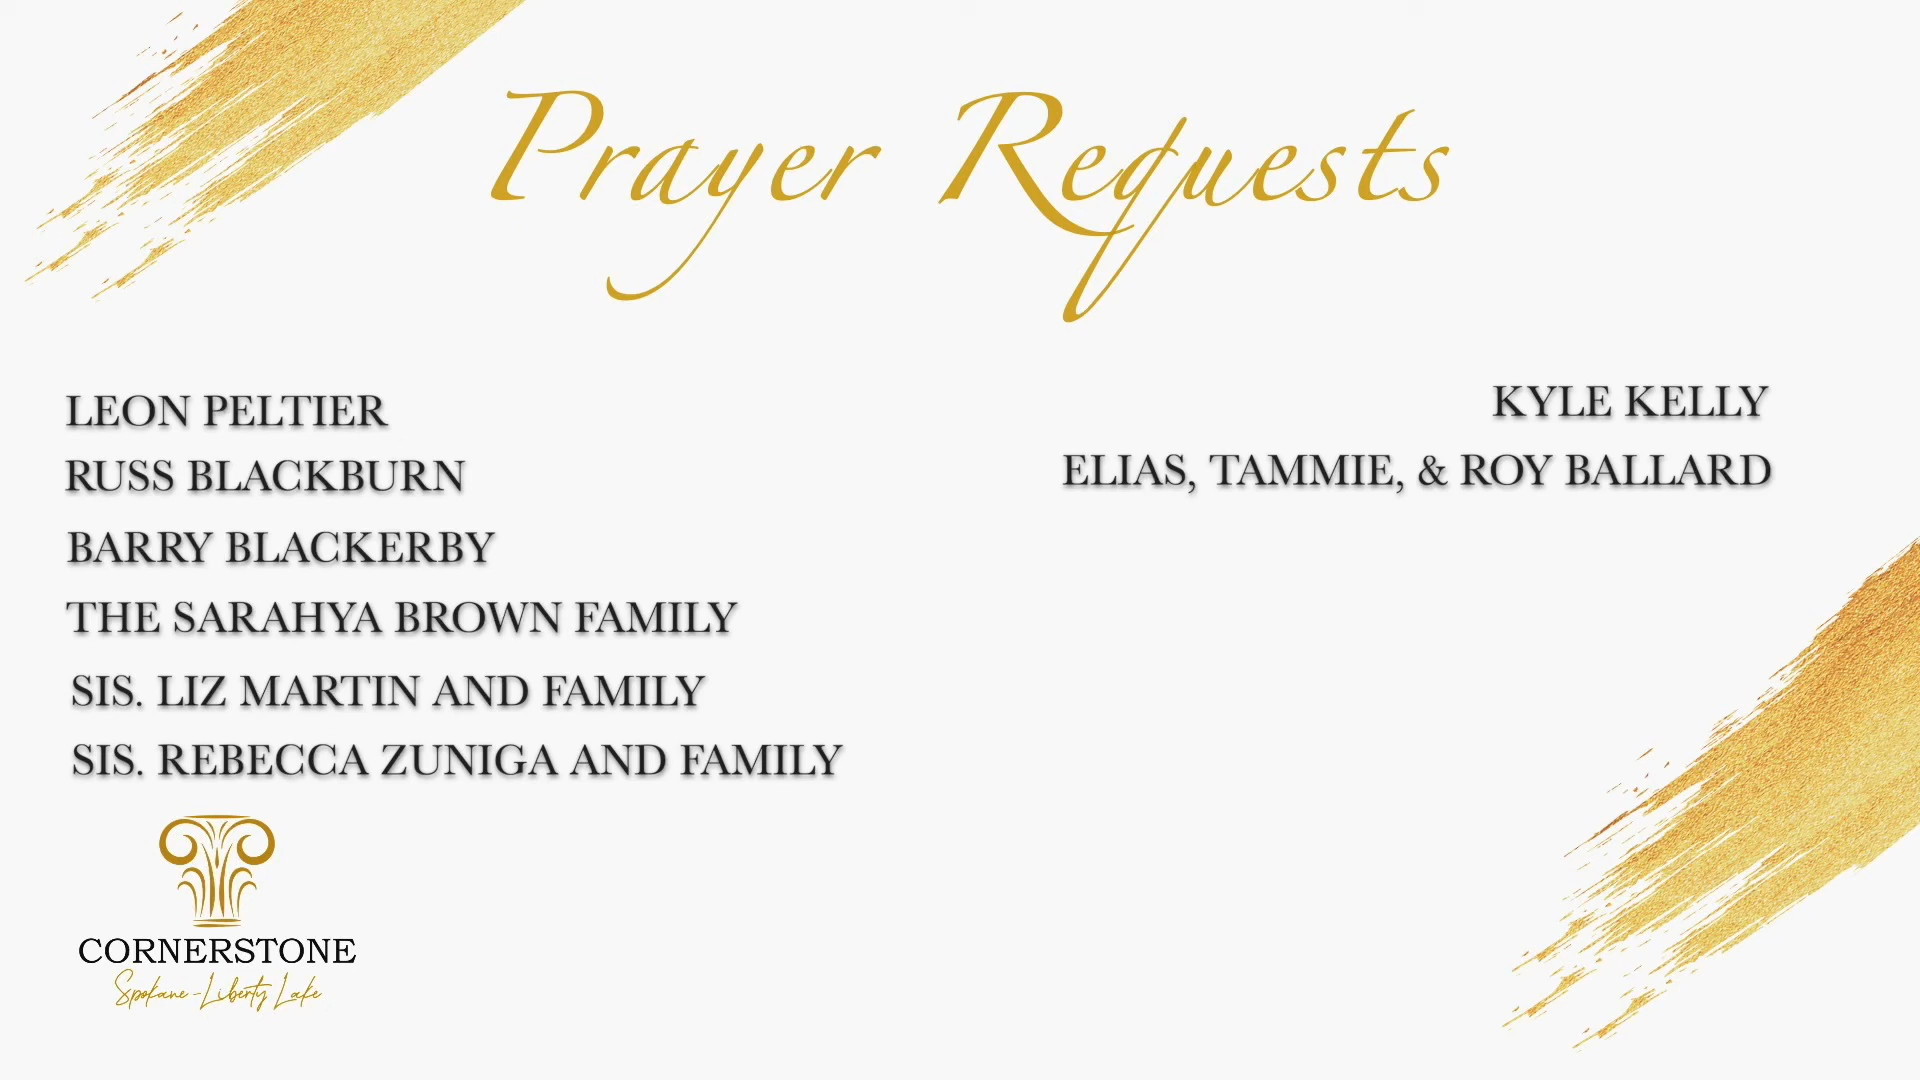 Prayer Requests
LEON PELTIER
RUSS BLACKBURN
BARRY BLACKERBY
THE SARAHYA BROWN FAMILY
SIS. LIZ MARTIN AND FAMILY
SIS. REBECCA ZUNIGA AND FAMILY
KYLE KELLY
ELIAS, TAMMIE, & ROY BALLARD
CORNERSTONE
Spokane-Liberty Lake